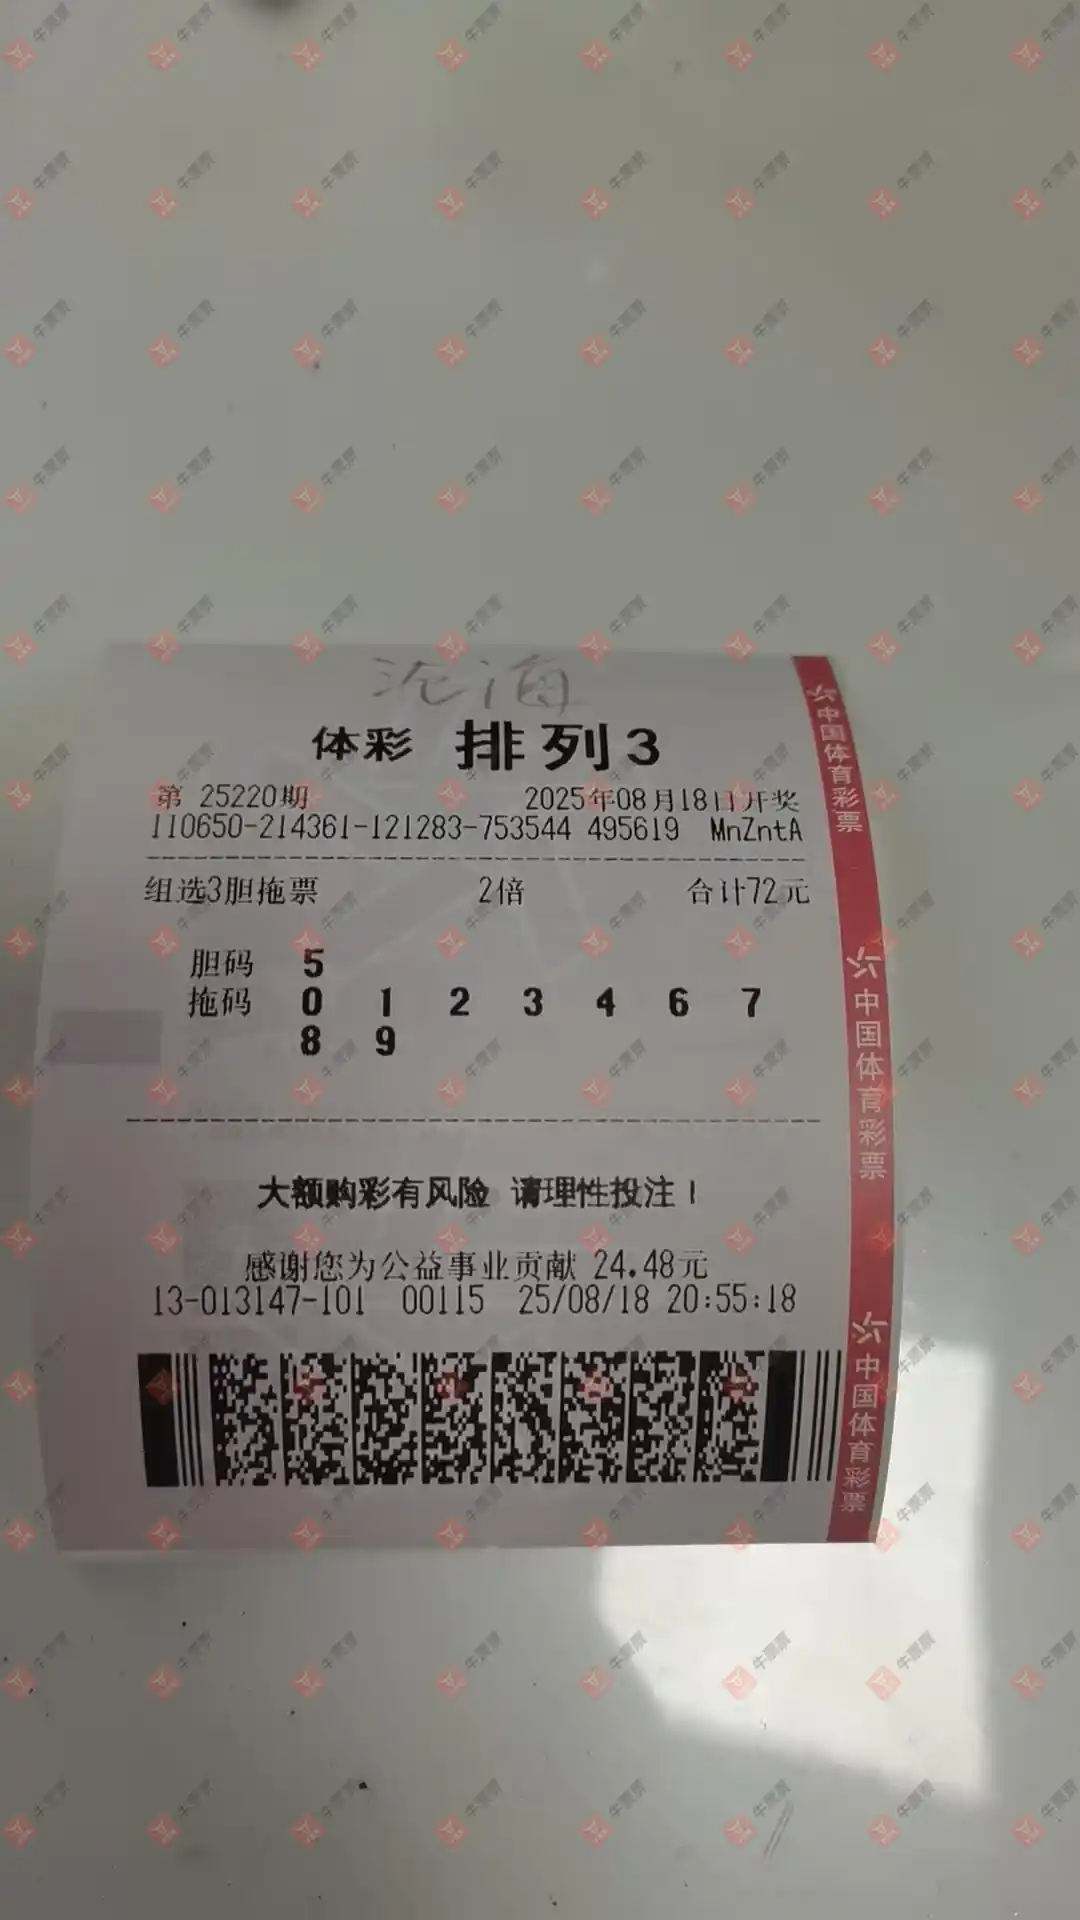 体彩 排列3
第 25220期 2025年08月18日开奖
110650-214361-121283-753544 495619 MnZntA
组选3胆拖票 2倍 合计72元
胆码 5
拖码 0 1 2 3 4 6 7
8 9
大额购彩有风险 请理性投注！
感谢您为公益事业贡献 24.48元
13-013147-101 00115 25/08/18 20:55:18
中国体育彩票
中国体育彩票
中国体育彩票
牛票票